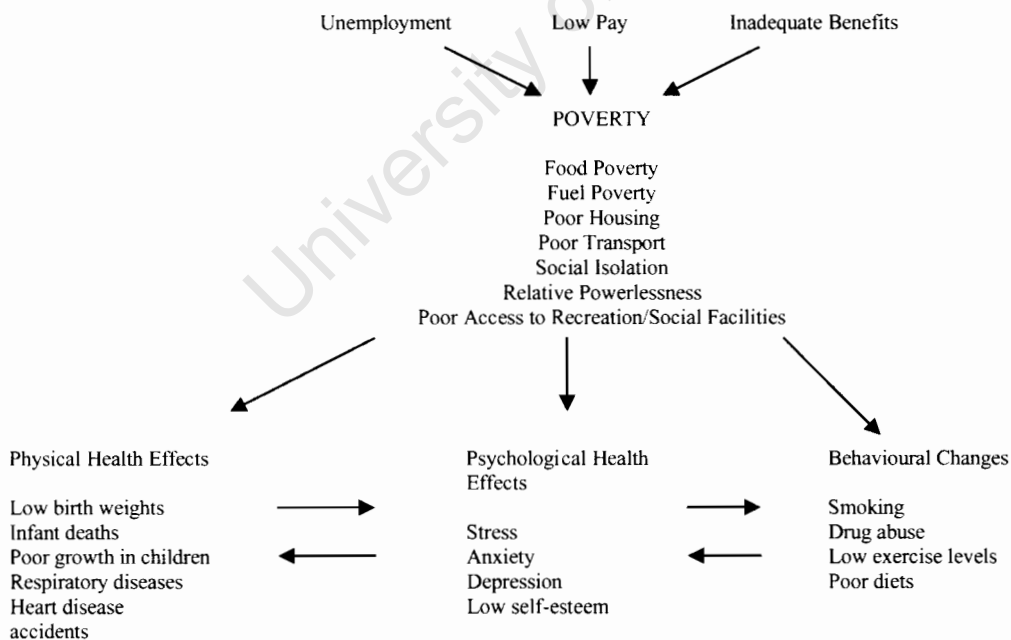 Unemployment Low Pay Inadequate Benefits
POVERTY
Food Poverty
Fuel Poverty
Poor Housing
Poor Transport
Social Isolation
Relative Powerlessness
Poor Access to Recreation/Social Facilities
Physical Health Effects
Low birth weights
Infant deaths
Poor growth in children
Respiratory diseases
Heart disease
accidents
Psychological Health
Effects
Stress
Anxiety
Depression
Low self-esteem
Behavioural Changes
Smoking
Drug abuse
Low exercise levels
Poor diets
University of